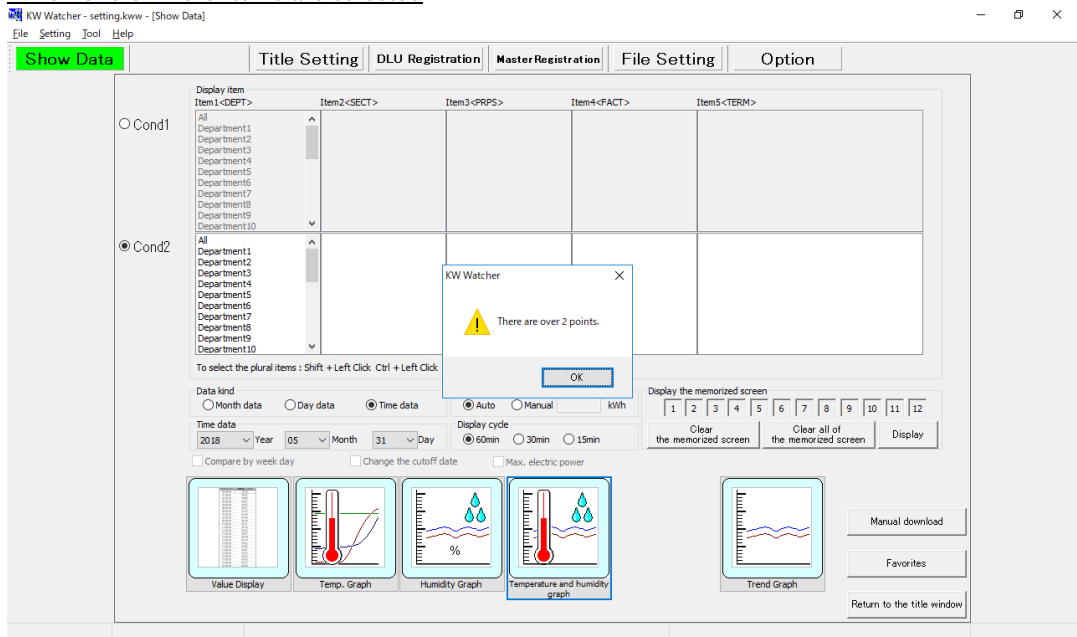 KW Watcher - setting.kww - [Show Data]
File Setting Tool Help
Show Data Title Setting DLU Registration Master Registration File Setting Option
Display item
Item1<DEPT> Item2<SECT> Item3<PRPS> Item4<FACT> Item5<TERM>
Cond1
All
Department1
Department2
Department3
Department4
Department5
Department6
Department7
Department8
Department9
Department10
Cond2
All
Department1
Department2
Department3
Department4
Department5
Department6
Department7
Department8
Department9
Department10
KW Watcher
There are over 2 points.
OK
To select the plural items : Shift + Left Click Ctrl + Left Click
Data kind
Month data Day data Time data
Auto Manual kWh
Display the memorized screen
1 2 3 4 5 6 7 8 9 10 11 12
Time data
2018 Year 05 Month 31 Day
Display cycle
60min 30min 15min
Clear
the memorized screen
Clear all of
the memorized screen
Display
Compare by week day Change the cutoff date Max. electric power
%
Value Display Temp. Graph Humidity Graph Temperature and humidity
graph
Trend Graph
Manual download
Favorites
Return to the title window